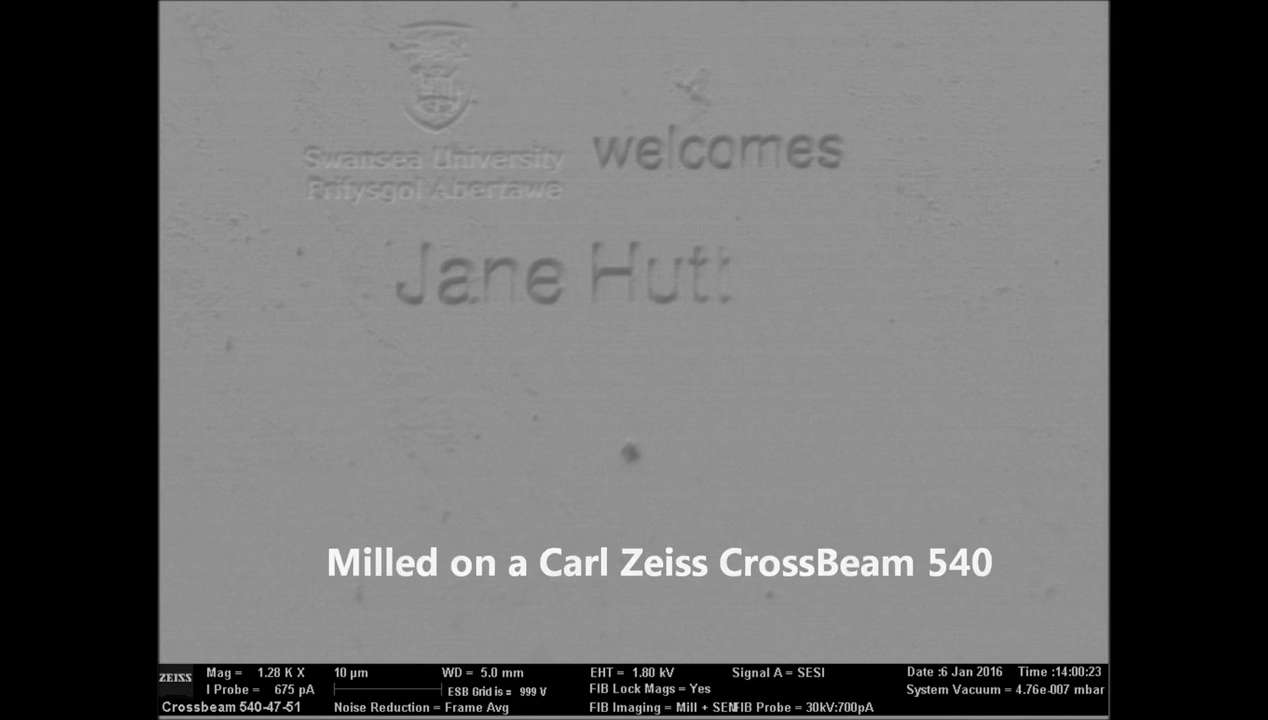 Swansea University
Prifysgol Abertawe
welcomes
Jane Hutt
Milled on a Carl Zeiss CrossBeam 540
ZEISS
Mag = 1.28 K X
10 µm
WD = 5.0 mm
EHT = 1.80 kV
Signal A = SESI
Date :6 Jan 2016
Time :14:00:23
I Probe = 675 pA
ESB Grid is = 999 V
FIB Lock Mags = Yes
System Vacuum = 4.76e-007 mbar
Crossbeam 540-47-51
Noise Reduction = Frame Avg
FIB Imaging = Mill + SEM
FIB Probe = 30kV:700pA